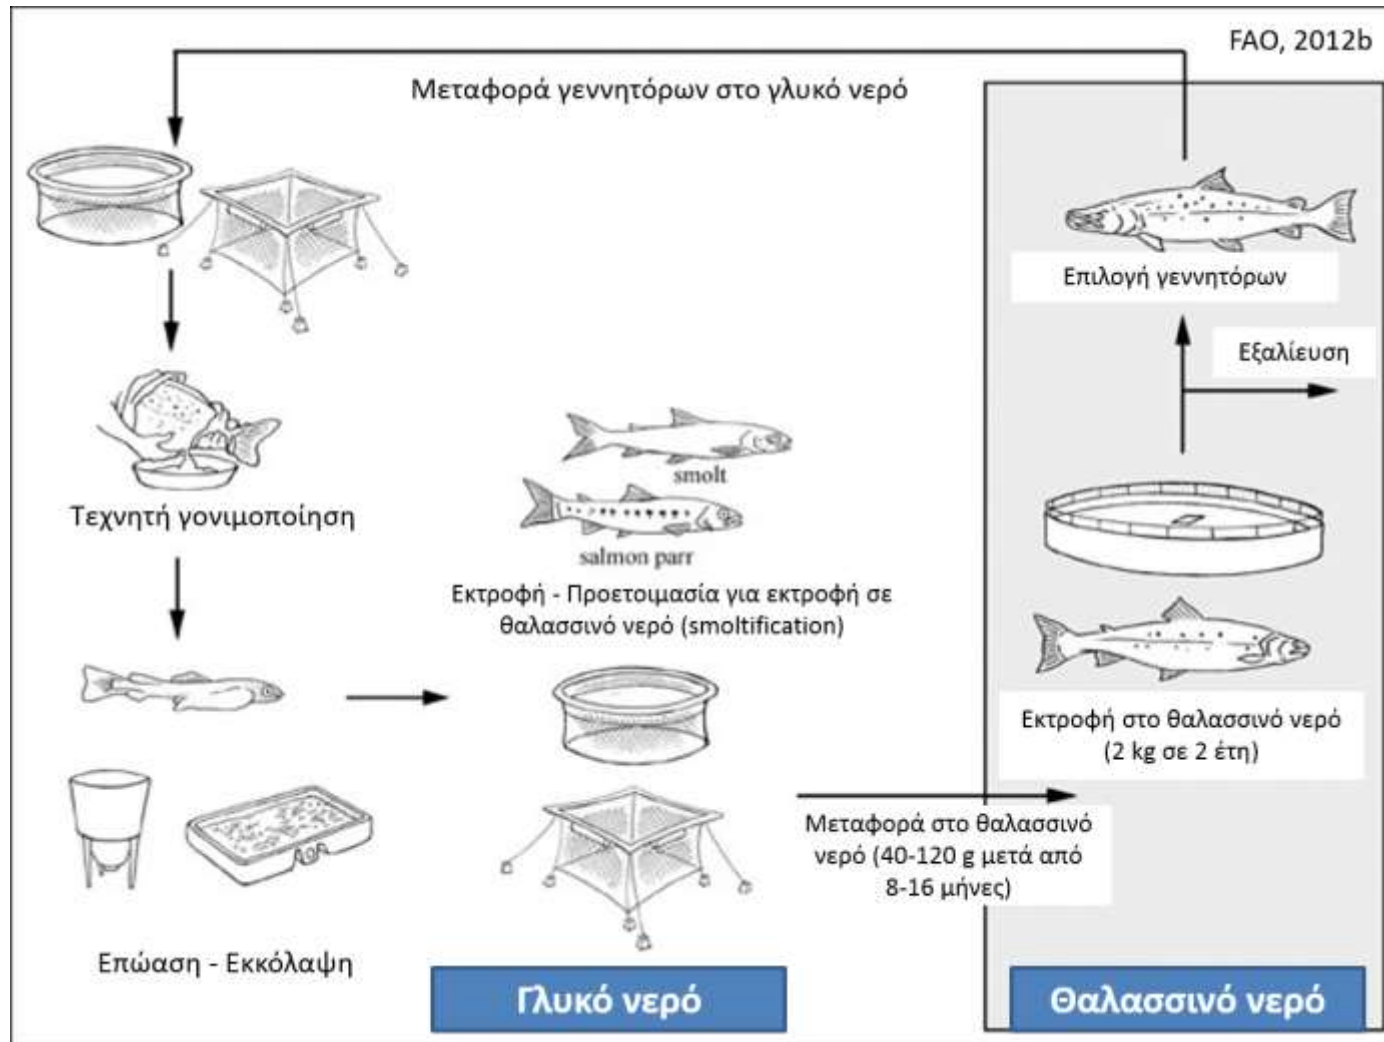 FAO, 2012b
Μεταφορά γεννητόρων στο γλυκό νερό
Επιλογή γεννητόρων
Εξαλίευση
smolt
Τεχνητή γονιμοποίηση
salmon parr
Εκτροφή - Προετοιμασία για εκτροφή σε
θαλασσινό νερό (smoltification)
Εκτροφή στο θαλασσινό νερό
(2 kg σε 2 έτη)
Μεταφορά στο θαλασσινό
νερό (40-120 g μετά από
8-16 μήνες)
Επώαση - Εκκόλαψη
Γλυκό νερό
Θαλασσινό νερό